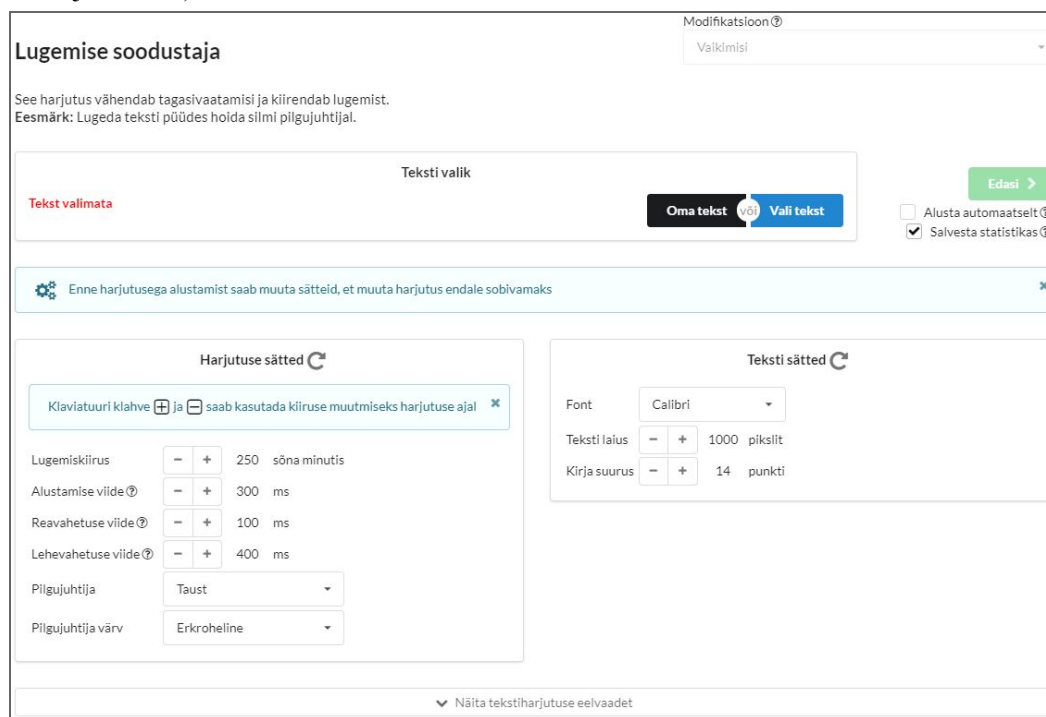 Modifikatsioon
Vaikimisi
Lugemise soodustaja
See harjutus vähendab tagasivaatamisi ja kiirendab lugemist.
Eesmärk: Lugeda teksti püüdes hoida silmi pilgujuhtijal.
Teksti valik
Tekst valimata
Oma tekst või Vali tekst
Edasi
Alusta automaatselt
Salvesta statistikas
Enne harjutusega alustamist saab muuta sätteid, et muuta harjutus endale sobivamaks
Harjutuse sätted
Klaviatuuri klahve + ja - saab kasutada kiiruse muutmiseks harjutuse ajal
Lugemiskiirus - + 250 sõna minutis
Alustamise viide - + 300 ms
Reavahetuse viide - + 100 ms
Lehevahetuse viide - + 400 ms
Pilgujuhtija Taust
Pilgujuhtija värv Erkroheline
Teksti sätted
Font Calibri
Teksti laius - + 1000 pikslit
Kirja suurus - + 14 punkti
Näita tekstiharjutuse eelvaadet